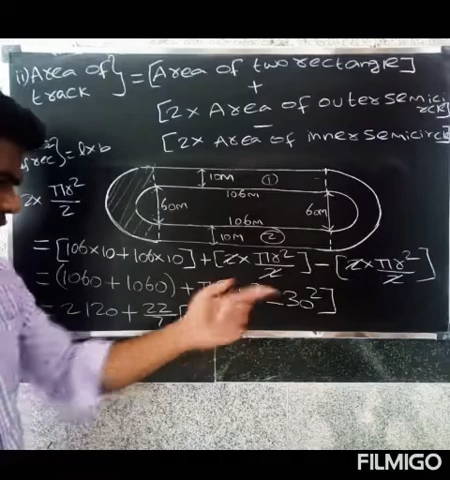 ii) Area of } = [Area of two rectangle]
track
+
[2 x Area of outer semicircle]
−
[2 x Area of inner semicircle]
rec} = l x b
2 x πr²/2
10m ①
106m
60m 60m
106m
10m ②
= [106 x 10 + 106 x 10] + [2 x πr²/2] − [2 x πr²/2]
= (1060 + 1060) +
= 2120 + 22/7 [ − 30²]
FILMIGO